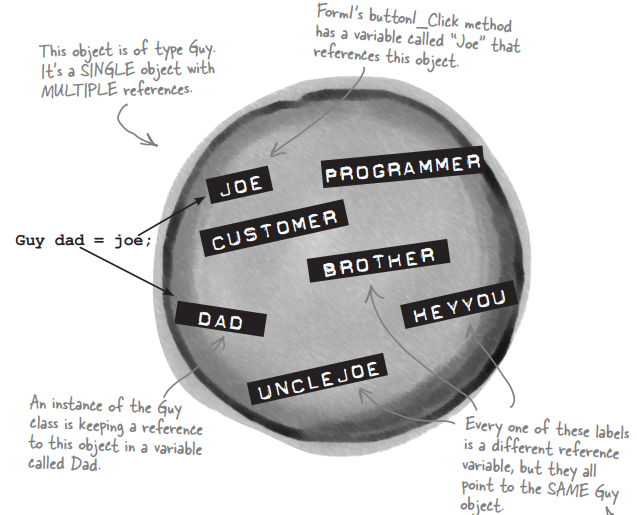 Form1's button1_Click method
has a variable called "Joe" that
references this object.
This object is of type Guy.
It's a SINGLE object with
MULTIPLE references.
JOE
PROGRAMMER
CUSTOMER
Guy dad = joe;
BROTHER
HEYYOU
DAD
UNCLEJOE
An instance of the Guy
class is keeping a reference
to this object in a variable
called Dad.
Every one of these labels
is a different reference
variable, but they all
point to the SAME Guy
object.